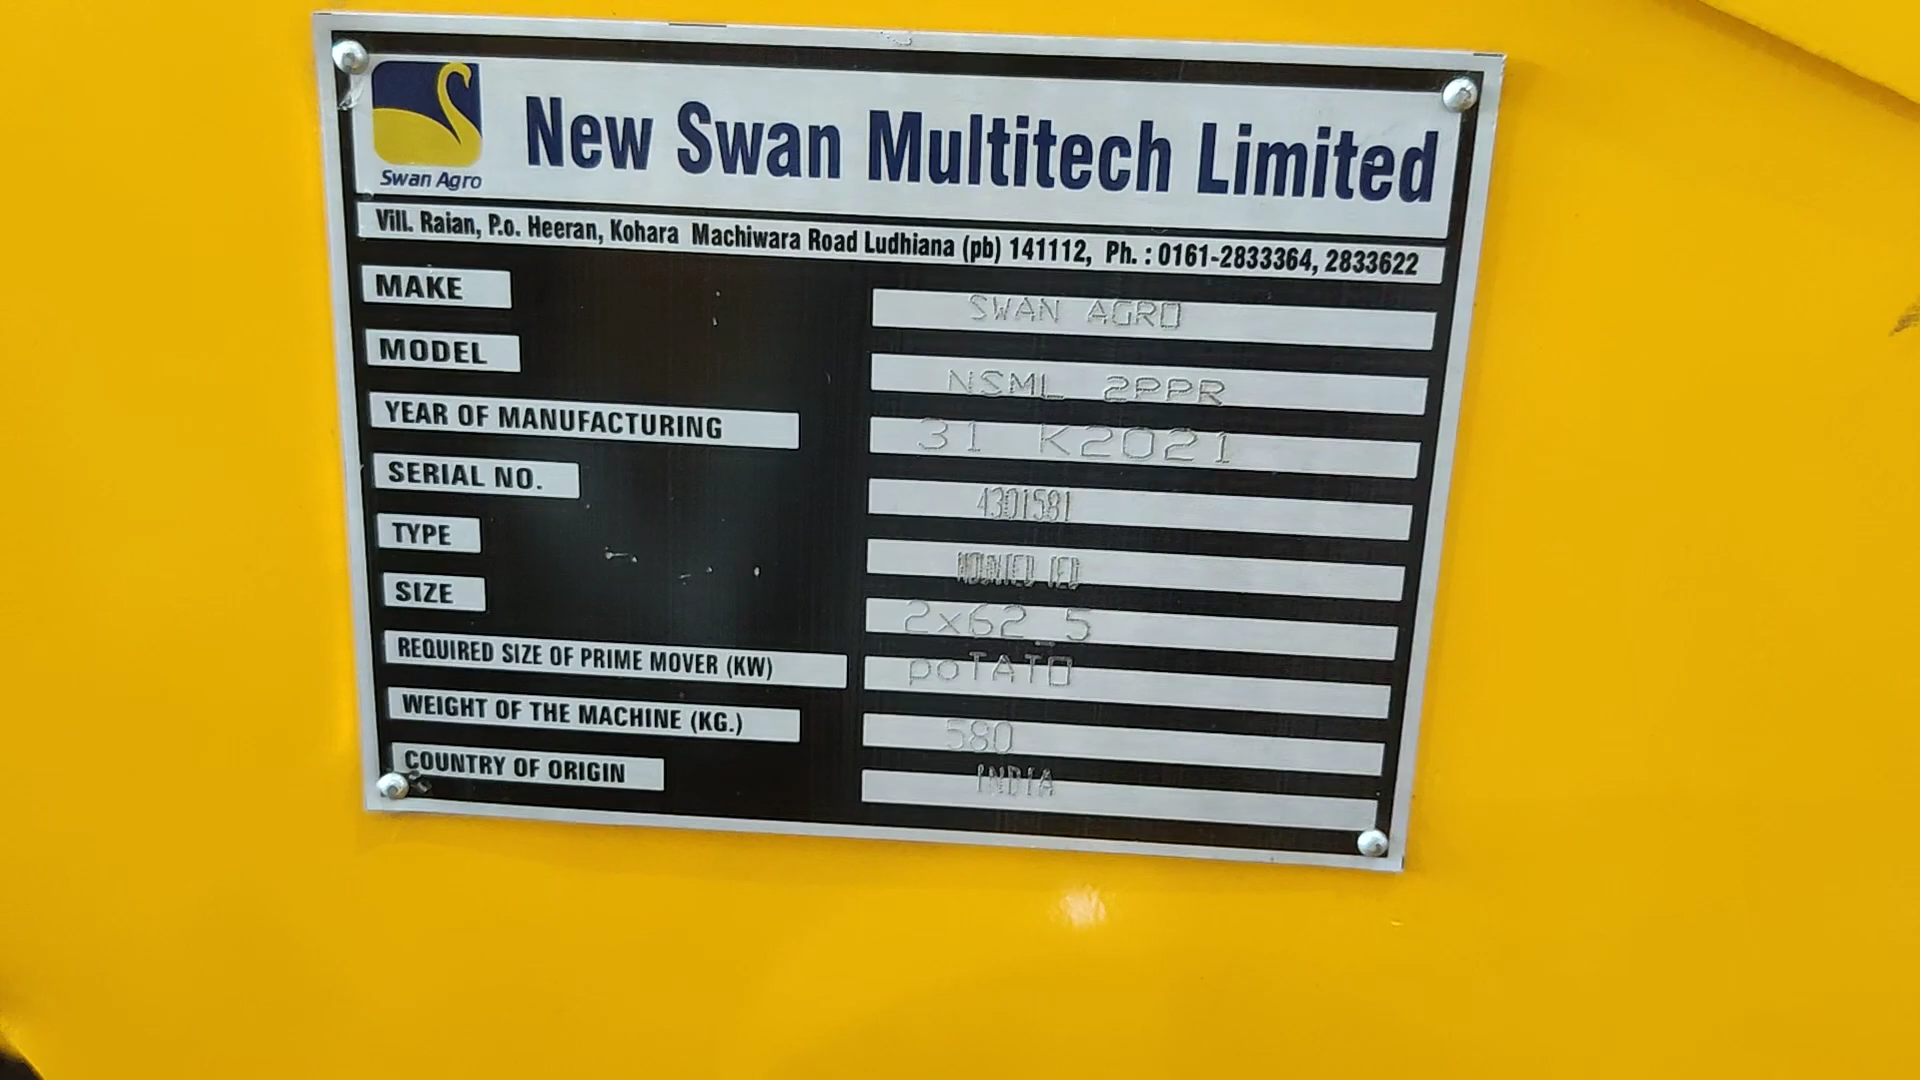 Swan Agro
New Swan Multitech Limited
Vill. Raian, P.o. Heeran, Kohara Machiwara Road Ludhiana (pb) 141112, Ph. : 0161-2833364, 2833622
MAKE SWAN AGRO
MODEL NSML 2PPR
YEAR OF MANUFACTURING 31 K2021
SERIAL NO. 4301581
TYPE
SIZE 2x62_5
REQUIRED SIZE OF PRIME MOVER (KW) poTATO
WEIGHT OF THE MACHINE (KG.) 580
COUNTRY OF ORIGIN INDIA